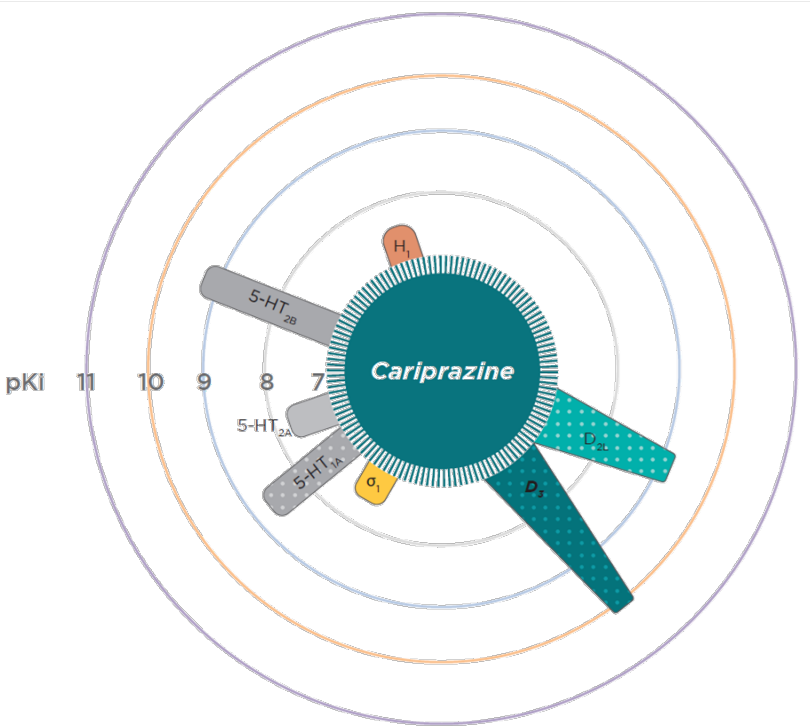 H₁
5-HT₂B
Cariprazine
pKi 11 10 9 8 7
5-HT₂A
D₂L
5-HT₁A
σ₁
D₃